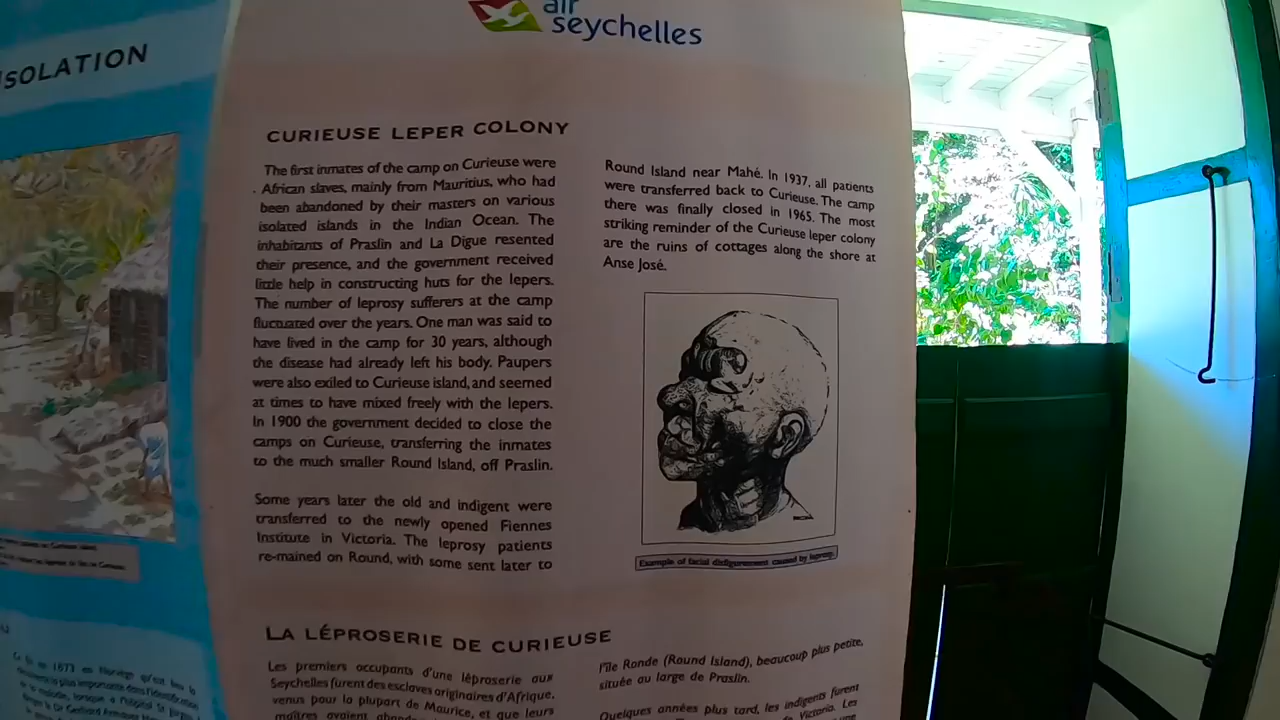 SOLATION
air
seychelles
CURIEUSE LEPER COLONY
The first inmates of the camp on Curieuse were
African slaves, mainly from Mauritius, who had
been abandoned by their masters on various
isolated islands in the Indian Ocean. The
inhabitants of Praslin and La Digue resented
their presence, and the government received
little help in constructing huts for the lepers.
The number of leprosy sufferers at the camp
fluctuated over the years. One man was said to
have lived in the camp for 30 years, although
the disease had already left his body. Paupers
were also exiled to Curieuse island, and seemed
at times to have mixed freely with the lepers.
In 1900 the government decided to close the
camps on Curieuse, transferring the inmates
to the much smaller Round Island, off Praslin.
Some years later the old and indigent were
transferred to the newly opened Fiennes
Institute in Victoria. The leprosy patients
re-mained on Round, with some sent later to
Round Island near Mahé. In 1937, all patients
were transferred back to Curieuse. The camp
there was finally closed in 1965. The most
striking reminder of the Curieuse leper colony
are the ruins of cottages along the shore at
Anse José.
Example of facial disfigurement caused by leprosy.
LA LÉPROSERIE DE CURIEUSE
Les premiers occupants d'une léproserie aux
Seychelles furent des esclaves originaires d'Afrique,
venus pour la plupart de Maurice, et que leurs
maîtres avaient
l'île Ronde (Round Island), beaucoup plus petite,
située au large de Praslin.
Quelques années plus tard, les indigents furent
de Victoria. Les
1873 en Norvège qu'eut lieu